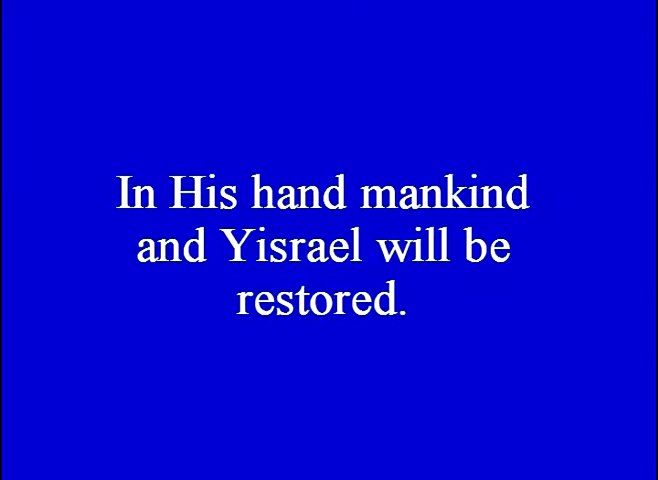 In His hand mankind
and Yisrael will be
restored.